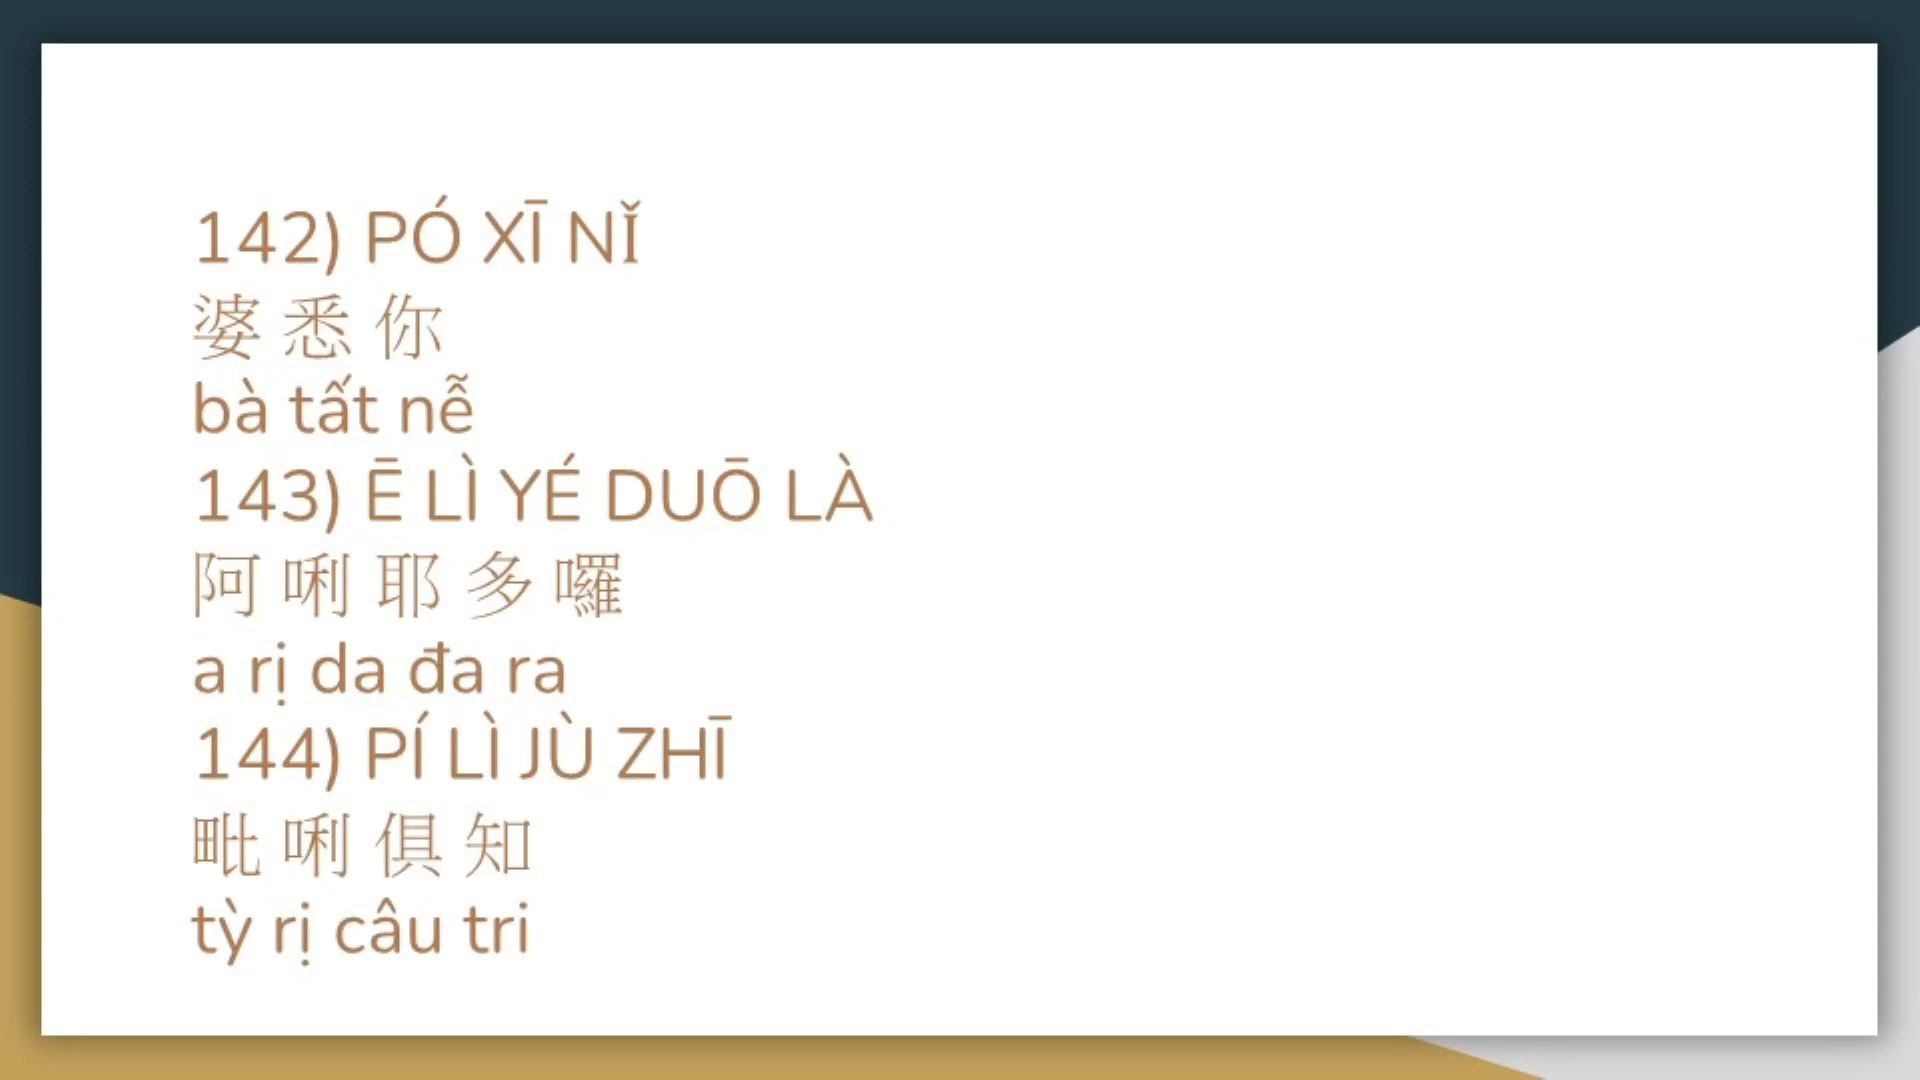 142) PÓ XĪ NǏ
婆 悉 你
bà tất nễ
143) Ē LÌ YÉ DUŌ LÀ
阿 唎 耶 多 囉
a rị da đa ra
144) PÍ LÌ JÙ ZHĪ
毗 唎 俱 知
tỳ rị câu tri